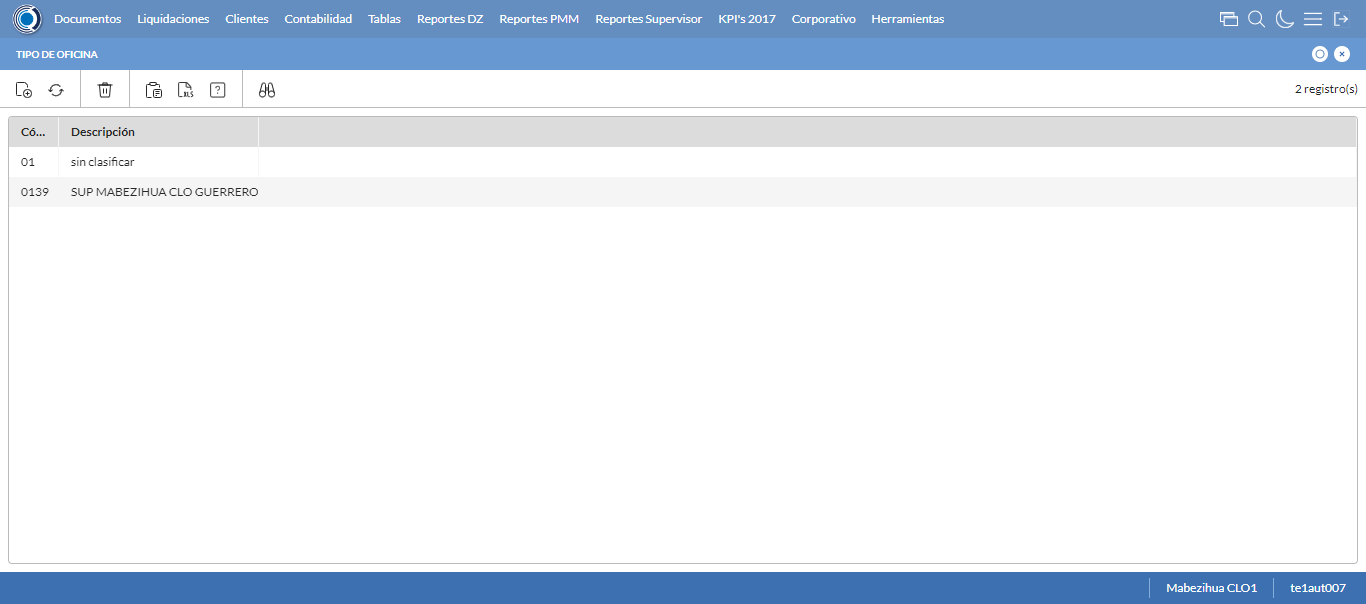 Documentos Liquidaciones Clientes Contabilidad Tablas Reportes DZ Reportes PMM Reportes Supervisor KPI's 2017 Corporativo Herramientas
TIPO DE OFICINA
XLS ? 2 registro(s)
Có... Descripción
01 sin clasificar
0139 SUP MABEZIHUA CLO GUERRERO
Mabezihua CLO1 te1aut007